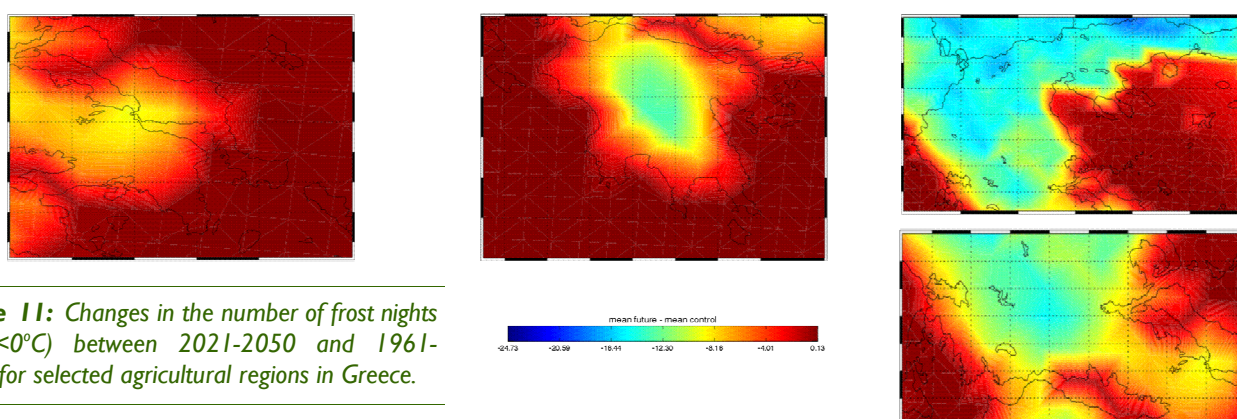 e 11: Changes in the number of frost nights
<0°C) between 2021-2050 and 1961-
for selected agricultural regions in Greece.
mean future - mean control
-24.73 -20.59 -16.44 -12.30 -8.16 -4.01 0.13